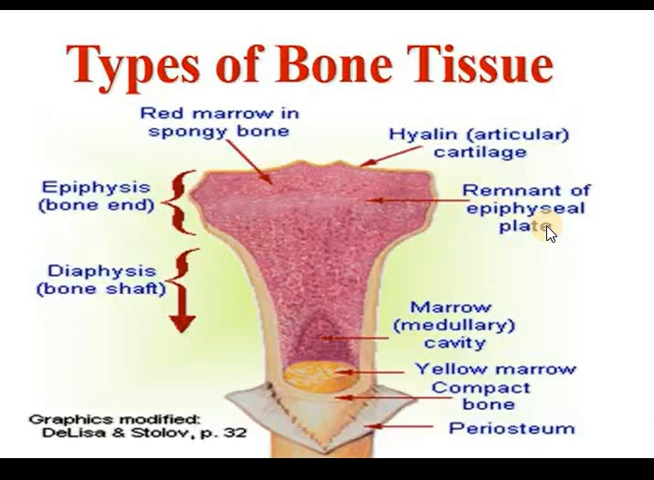 Types of Bone Tissue
Red marrow in
spongy bone
Hyalin (articular)
cartilage
Epiphysis
(bone end)
Remnant of
epiphyseal
plate
Diaphysis
(bone shaft)
Marrow
(medullary)
cavity
Yellow marrow
Compact
bone
Periosteum
Graphics modified:
DeLisa & Stolov, p. 32